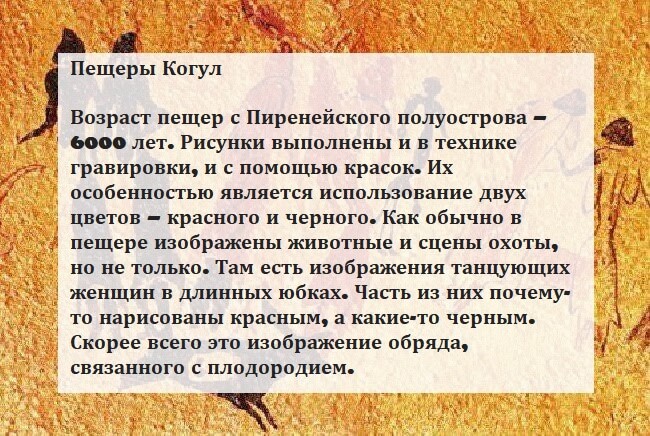 Пещеры Когул
Возраст пещер с Пиренейского полуострова –
6000 лет. Рисунки выполнены и в технике
гравировки, и с помощью красок. Их
особенностью является использование двух
цветов – красного и черного. Как обычно в
пещере изображены животные и сцены охоты,
но не только. Там есть изображения танцующих
женщин в длинных юбках. Часть из них почему-
то нарисованы красным, а какие-то черным.
Скорее всего это изображение обряда,
связанного с плодородием.